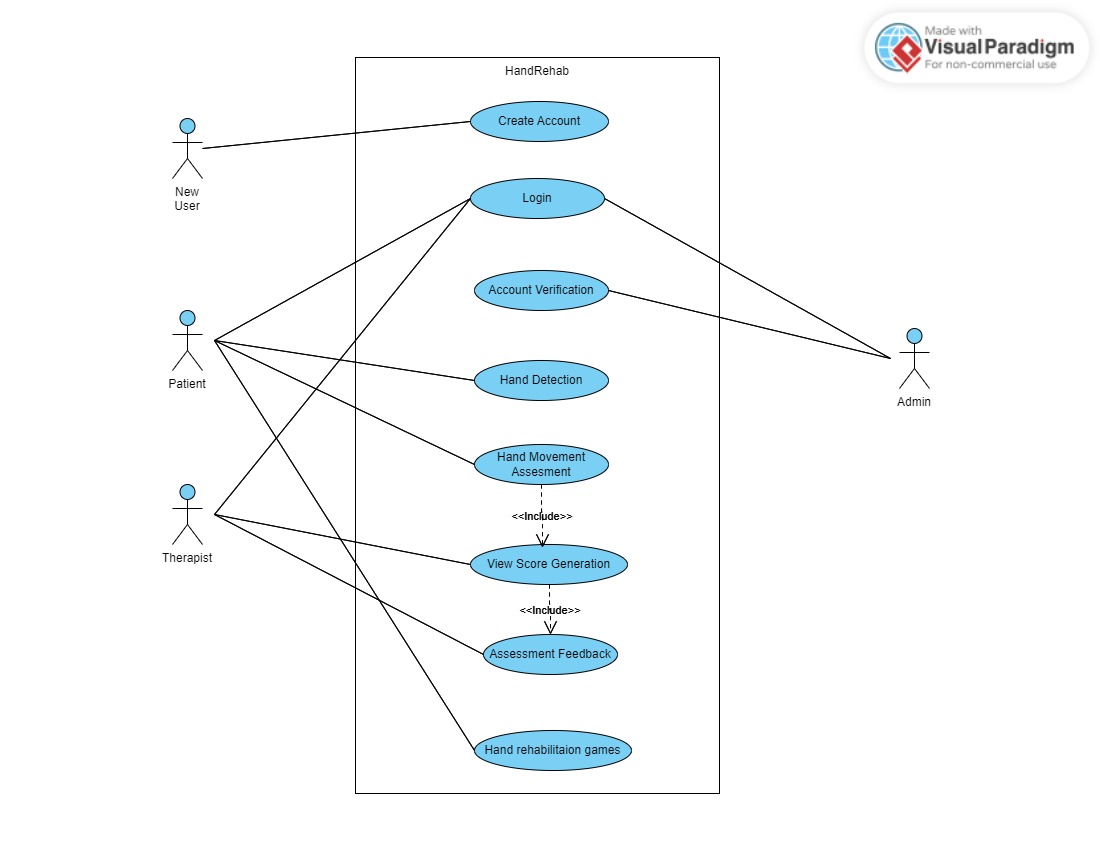 Made with
Visual Paradigm
For non-commercial use
HandRehab
Create Account
New
User
Login
Account Verification
Hand Detection
Patient
Admin
Hand Movement
Assesment
<<Include>>
Therapist
View Score Generation
<<Include>>
Assessment Feedback
Hand rehabilitaion games